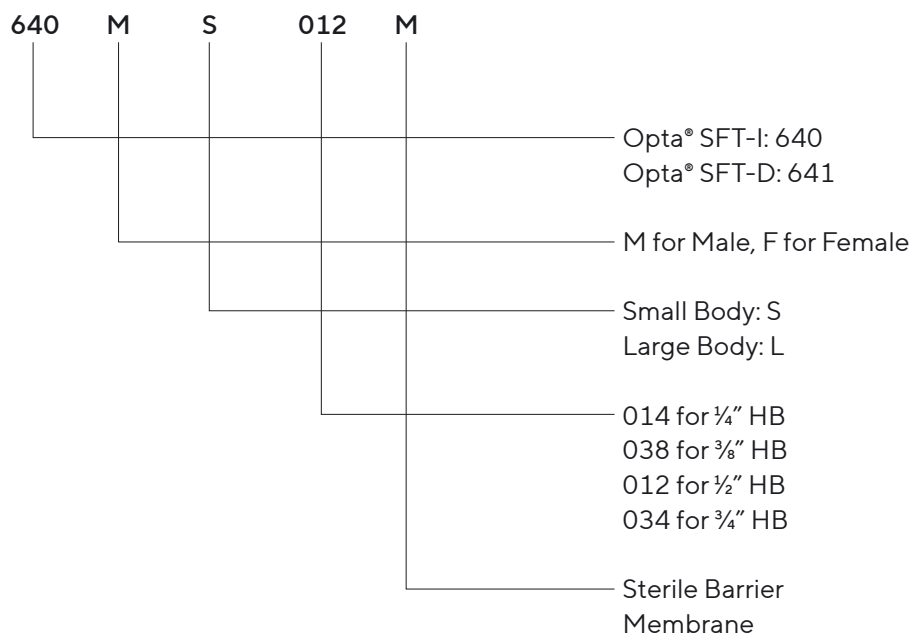 640 M S 012 M
Opta® SFT-I: 640
Opta® SFT-D: 641
M for Male, F for Female
Small Body: S
Large Body: L
014 for ¼” HB
038 for ⅜” HB
012 for ½” HB
034 for ¾” HB
Sterile Barrier
Membrane